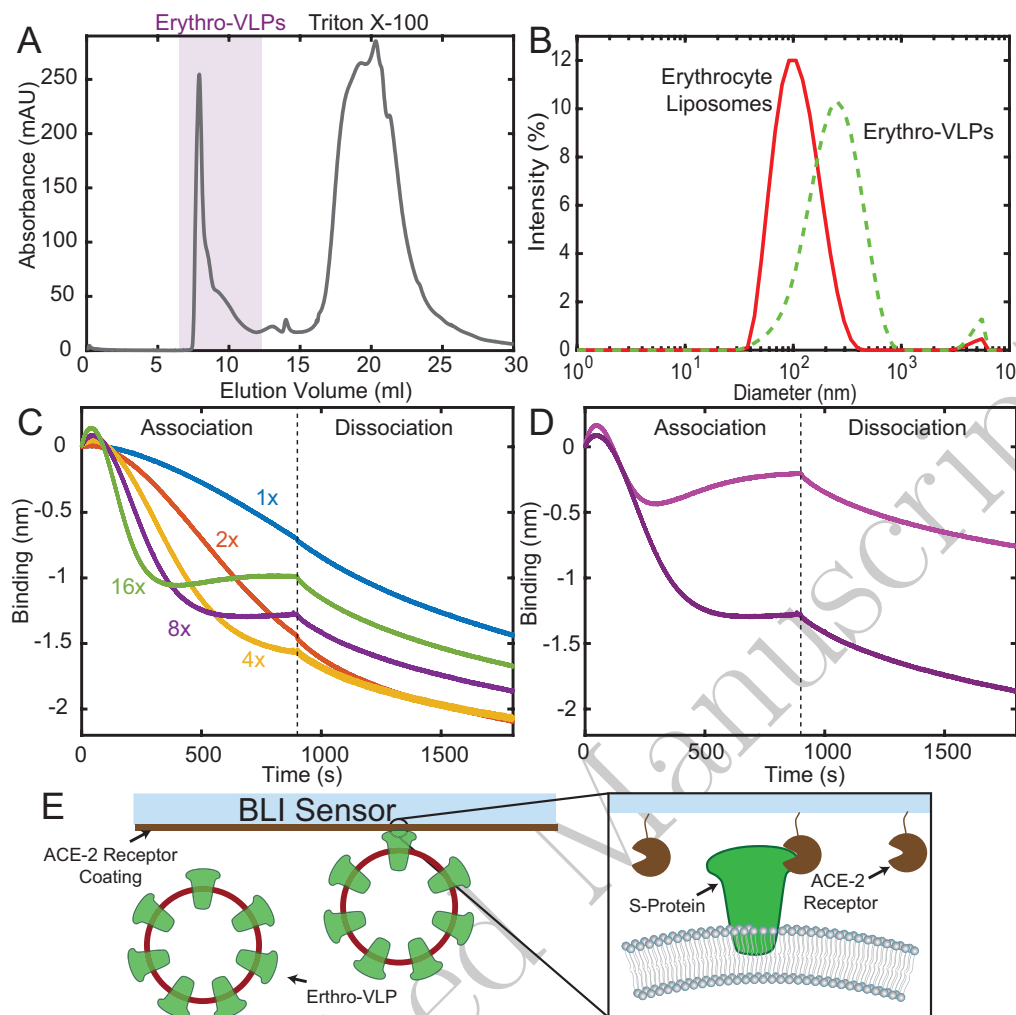 A
Erythro-VLPs
Triton X-100
Absorbance (mAU)
250
200
150
100
50
0
0
5
10
15
20
25
30
Elution Volume (ml)
B
Erythrocyte
Liposomes
Erythro-VLPs
Intensity (%)
12
10
8
6
4
2
0
10^0
10^1
10^2
10^3
Diameter (nm)
C
Association
Dissociation
Binding (nm)
0
-0.5
-1
-1.5
-2
1x
2x
16x
8x
4x
0
500
1000
1500
Time (s)
D
Association
Dissociation
Binding (nm)
0
-0.5
-1
-1.5
-2
0
500
1000
1500
Time (s)
E
BLI Sensor
ACE-2 Receptor
Coating
Erthro-VLP
S-Protein
ACE-2
Receptor
ed Manuscrip